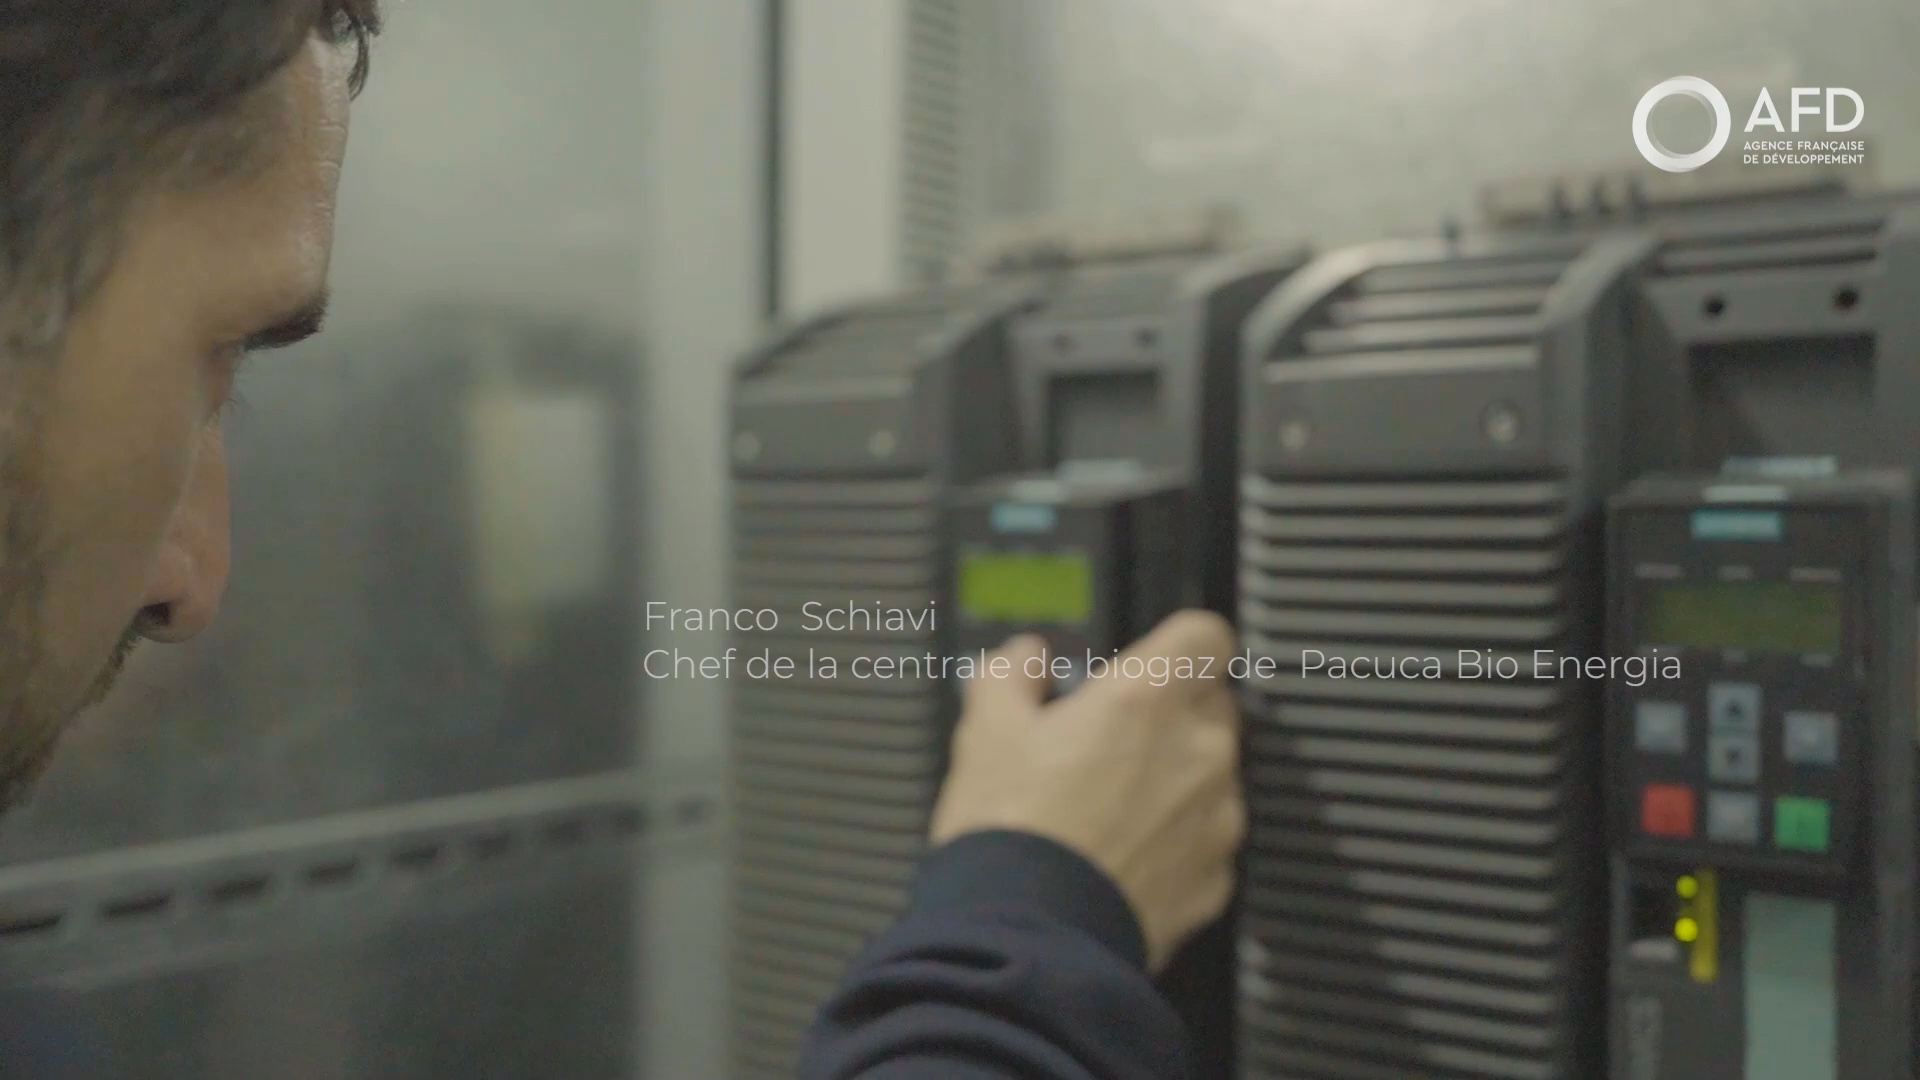 AFD
AGENCE FRANÇAISE
DE DÉVELOPPEMENT
Franco Schiavi
Chef de la centrale de biogaz de Pacuca Bio Energia